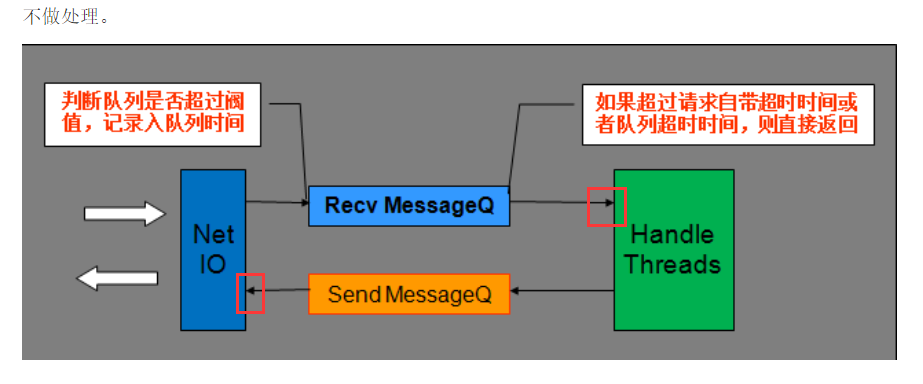 不做处理。
判断队列是否超过阀
值，记录入队列时间
如果超过请求自带超时时间或
者队列超时时间，则直接返回
Recv MessageQ
Net
IO
Handle
Threads
Send MessageQ